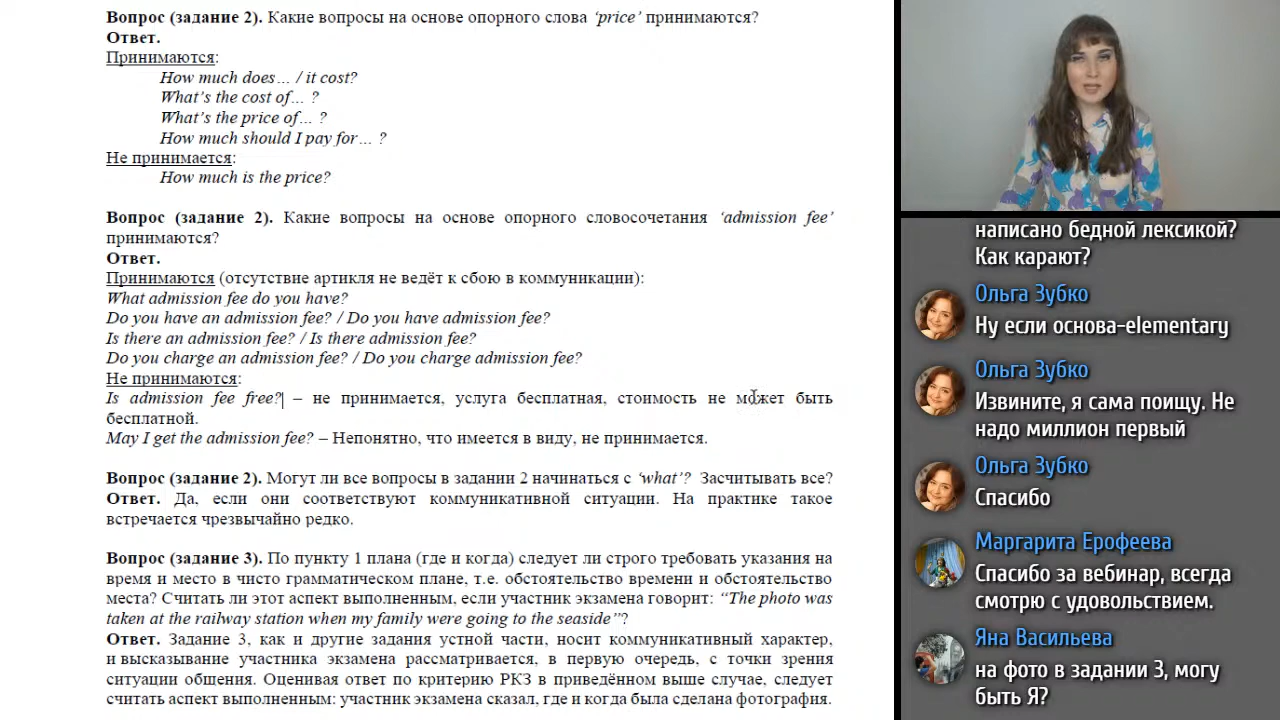 Вопрос (задание 2). Какие вопросы на основе опорного слова ‘price’ принимаются?
Ответ.
Принимаются:
How much does… / it cost?
What’s the cost of… ?
What’s the price of… ?
How much should I pay for… ?
Не принимается:
How much is the price?
Вопрос (задание 2). Какие вопросы на основе опорного словосочетания ‘admission fee’
принимаются?
Ответ.
Принимаются (отсутствие артикля не ведёт к сбою в коммуникации):
What admission fee do you have?
Do you have an admission fee? / Do you have admission fee?
Is there an admission fee? / Is there admission fee?
Do you charge an admission fee? / Do you charge admission fee?
Не принимаются:
Is admission fee free? – не принимается, услуга бесплатная, стоимость не может быть
бесплатной.
May I get the admission fee? – Непонятно, что имеется в виду, не принимается.
Вопрос (задание 2). Могут ли все вопросы в задании 2 начинаться с ‘what’? Засчитывать все?
Ответ. Да, если они соответствуют коммуникативной ситуации. На практике такое
встречается чрезвычайно редко.
Вопрос (задание 3). По пункту 1 плана (где и когда) следует ли строго требовать указания на
время и место в чисто грамматическом плане, т.е. обстоятельство времени и обстоятельство
места? Считать ли этот аспект выполненным, если участник экзамена говорит: “The photo was
taken at the railway station when my family were going to the seaside”?
Ответ. Задание 3, как и другие задания устной части, носит коммуникативный характер,
и высказывание участника экзамена рассматривается, в первую очередь, с точки зрения
ситуации общения. Оценивая ответ по критерию РКЗ в приведённом выше случае, следует
считать аспект выполненным: участник экзамена сказал, где и когда была сделана фотография.
написано бедной лексикой?
Как карают?
Ольга Зубко
Ну если основа-elementary
Ольга Зубко
Извините, я сама поищу. Не
надо миллион первый
Ольга Зубко
Спасибо
Маргарита Ерофеева
Спасибо за вебинар, всегда
смотрю с удовольствием.
Яна Васильева
на фото в задании 3, могу
быть Я?